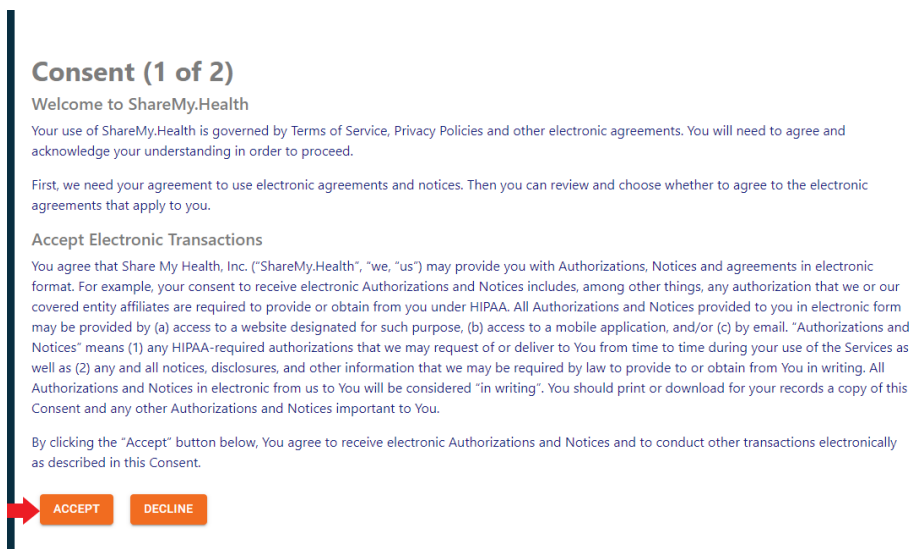 Consent (1 of 2)
Welcome to ShareMy.Health
Your use of ShareMy.Health is governed by Terms of Service, Privacy Policies and other electronic agreements. You will need to agree and
acknowledge your understanding in order to proceed.
First, we need your agreement to use electronic agreements and notices. Then you can review and choose whether to agree to the electronic
agreements that apply to you.
Accept Electronic Transactions
You agree that Share My Health, Inc. (“ShareMy.Health”, “we, “us”) may provide you with Authorizations, Notices and agreements in electronic
format. For example, your consent to receive electronic Authorizations and Notices includes, among other things, any authorization that we or our
covered entity affiliates are required to provide or obtain from you under HIPAA. All Authorizations and Notices provided to you in electronic form
may be provided by (a) access to a website designated for such purpose, (b) access to a mobile application, and/or (c) by email. “Authorizations and
Notices” means (1) any HIPAA-required authorizations that we may request of or deliver to You from time to time during your use of the Services as
well as (2) any and all notices, disclosures, and other information that we may be required by law to provide to or obtain from You in writing. All
Authorizations and Notices in electronic from us to You will be considered “in writing”. You should print or download for your records a copy of this
Consent and any other Authorizations and Notices important to You.
By clicking the “Accept” button below, You agree to receive electronic Authorizations and Notices and to conduct other transactions electronically
as described in this Consent.
ACCEPT DECLINE